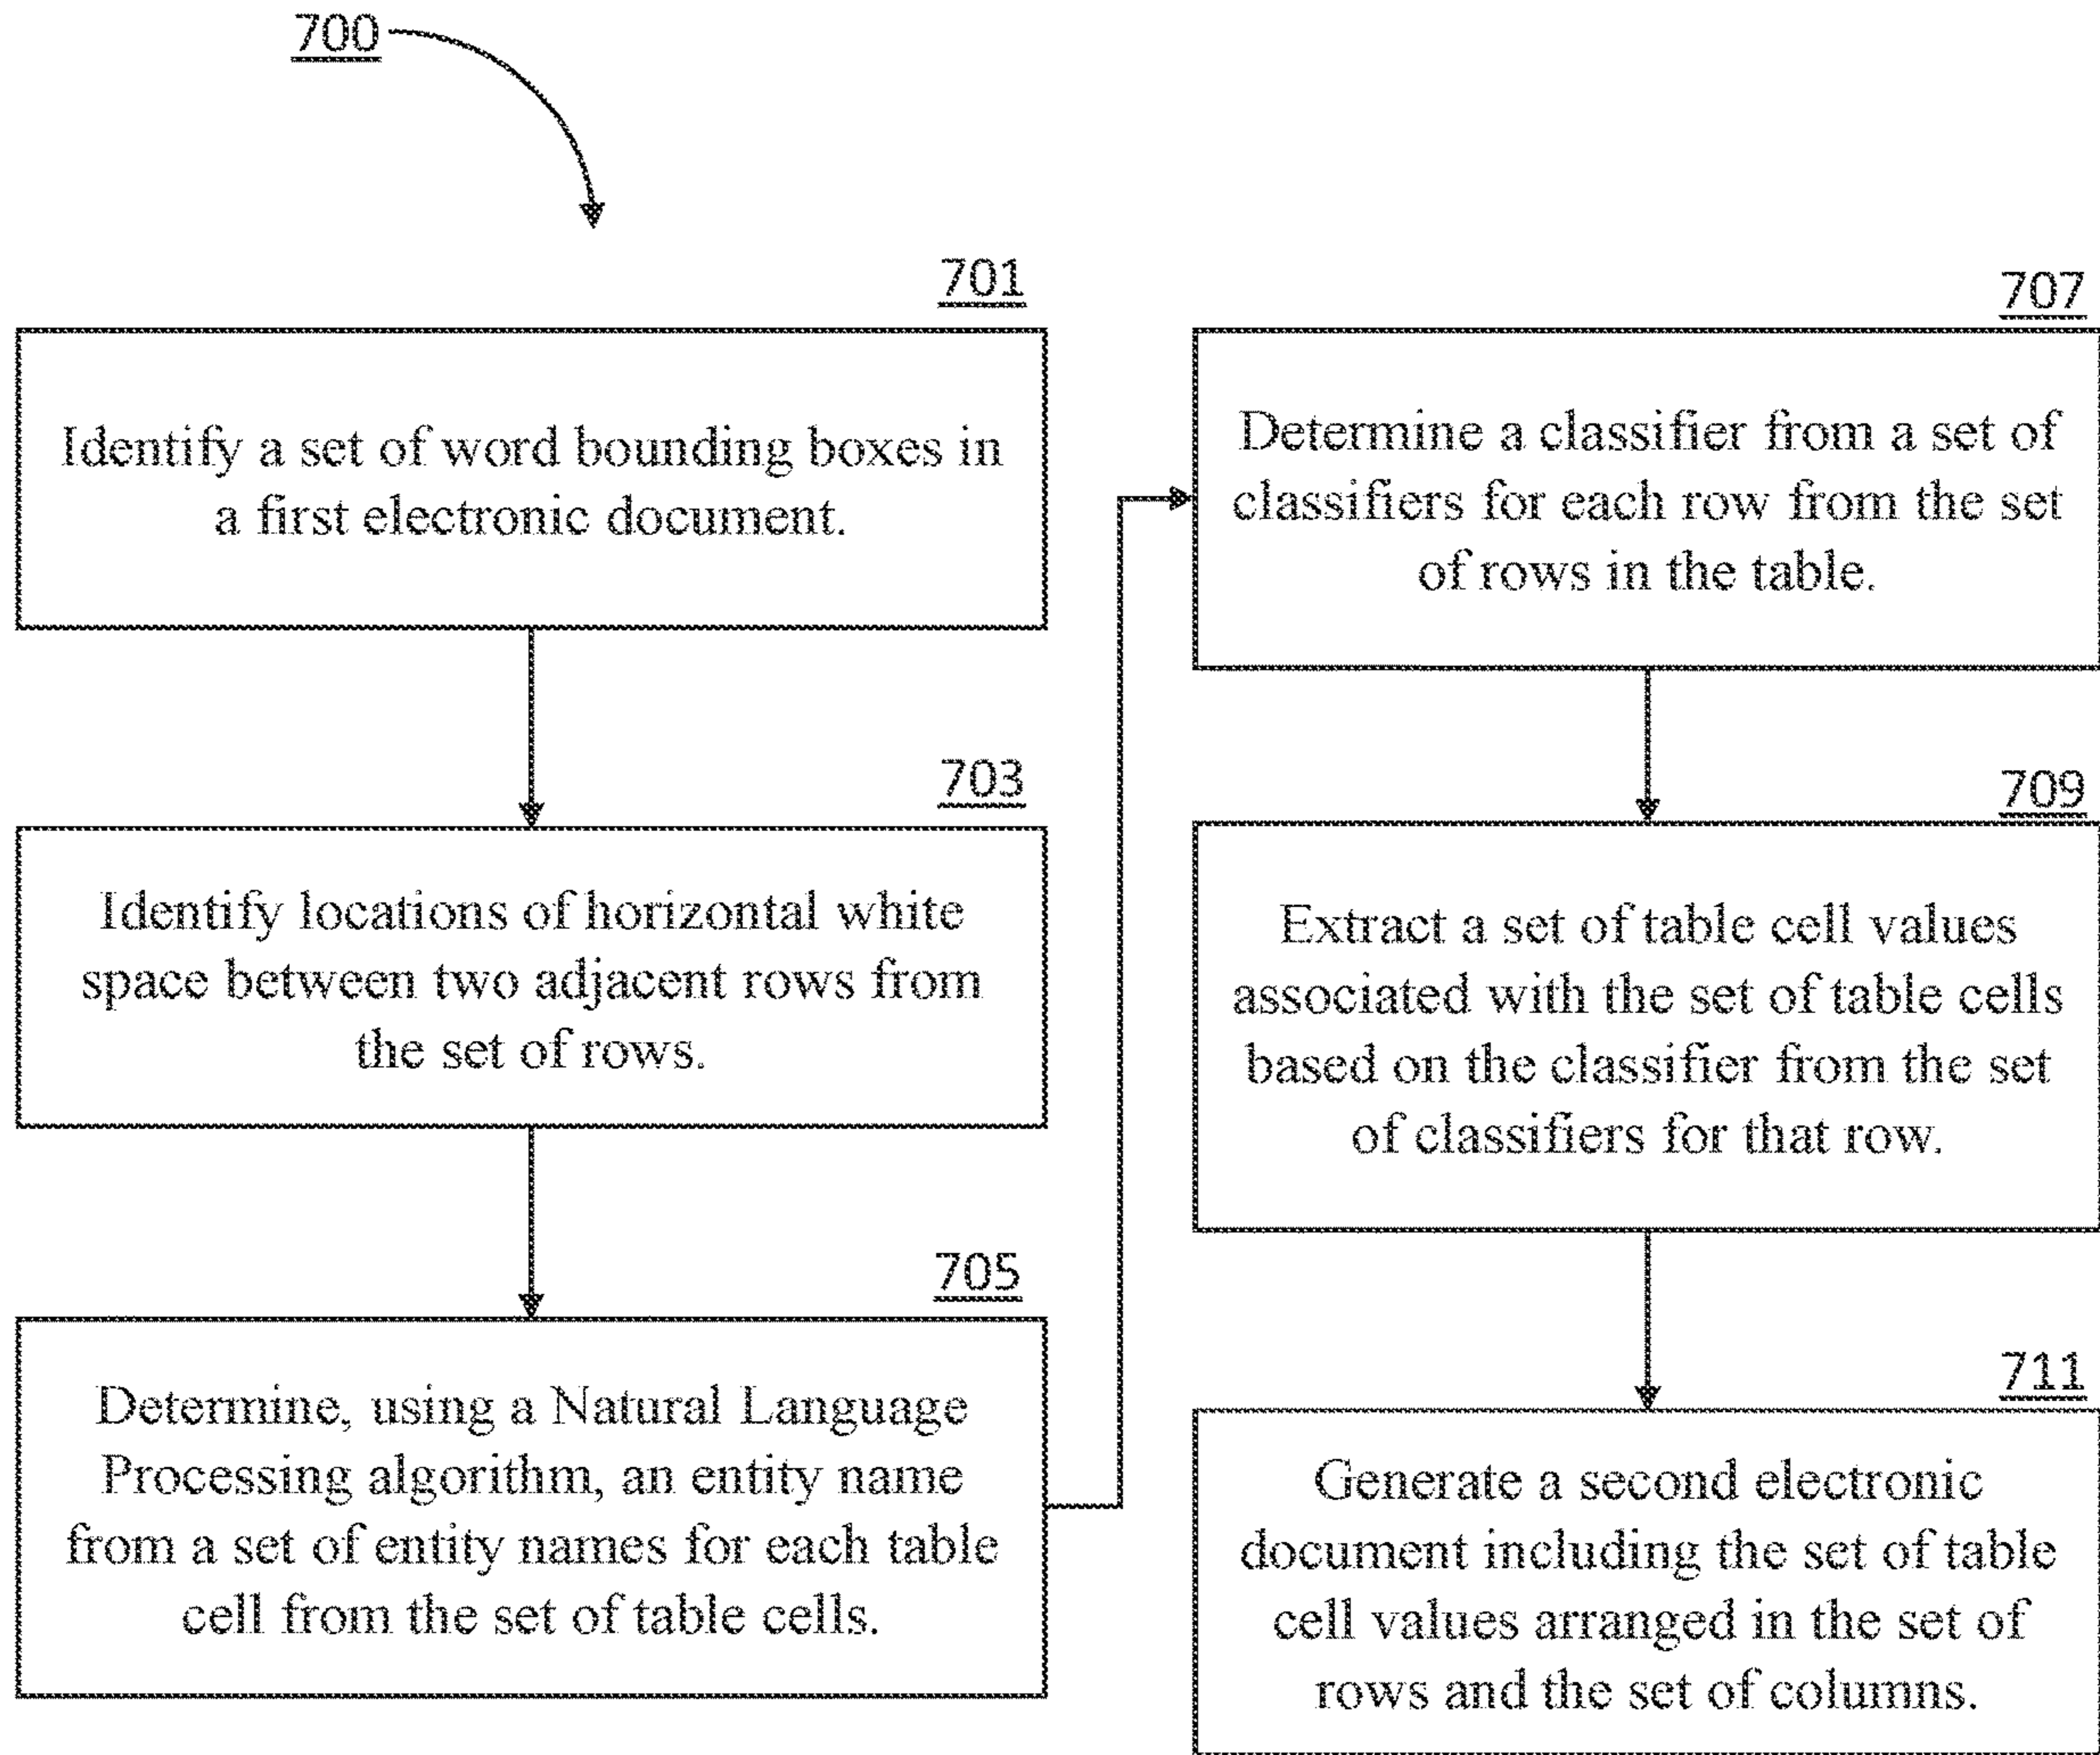 700
701
Identify a set of word bounding boxes in
a first electronic document.
703
Identify locations of horizontal white
space between two adjacent rows from
the set of rows.
705
Determine, using a Natural Language
Processing algorithm, an entity name
from a set of entity names for each table
cell from the set of table cells.
707
Determine a classifier from a set of
classifiers for each row from the set
of rows in the table.
709
Extract a set of table cell values
associated with the set of table cells
based on the classifier from the set
of classifiers for that row.
711
Generate a second electronic
document including the set of table
cell values arranged in the set of
rows and the set of columns.